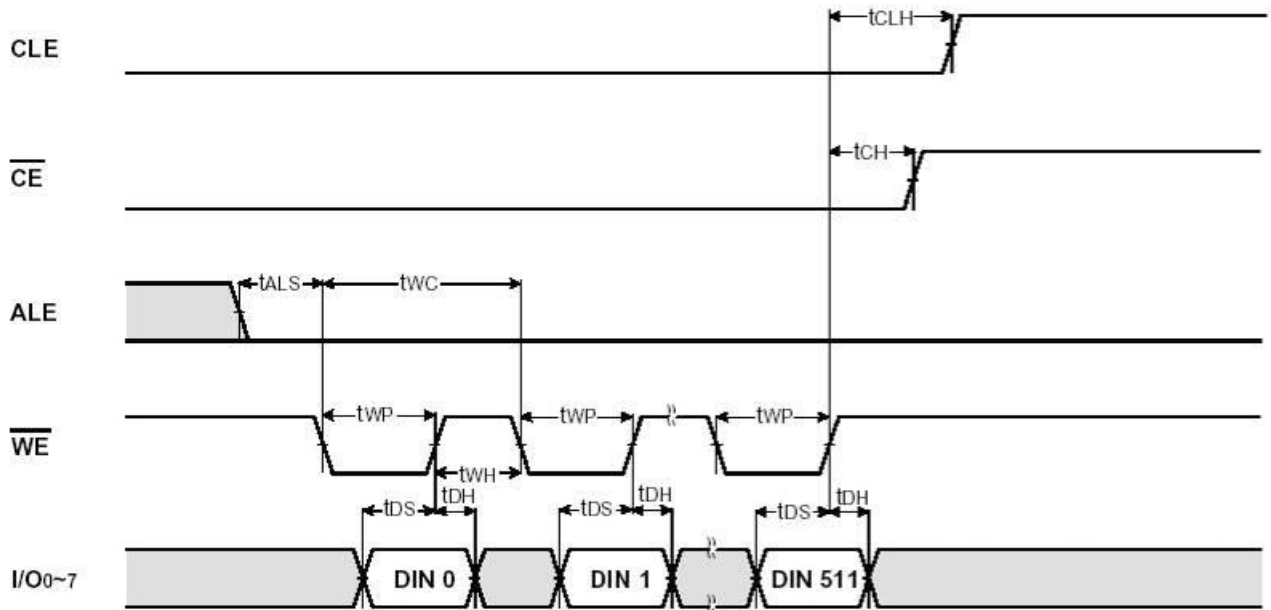 CLE
tCLH
CE
tCH
ALE
tALS
tWC
WE
tWP
tWP
tWP
tWH
tDS
tDH
tDS
tDH
tDS
tDH
I/O0~7
DIN 0
DIN 1
DIN 511